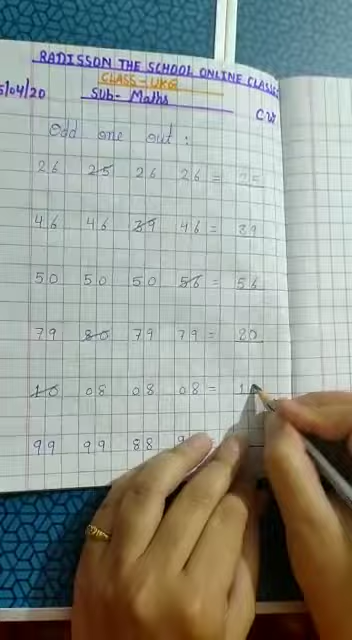 RADISSON THE SCHOOL ONLINE CLASSES
CLASS-UKG
5/04/20 Sub- Maths
C.W
odd one out :
26 25 26 26 = 25
46 46 39 46 = 39
50 50 50 56 = 56
79 80 79 79 = 80
10 08 08 08 = 10
99 99 88 9